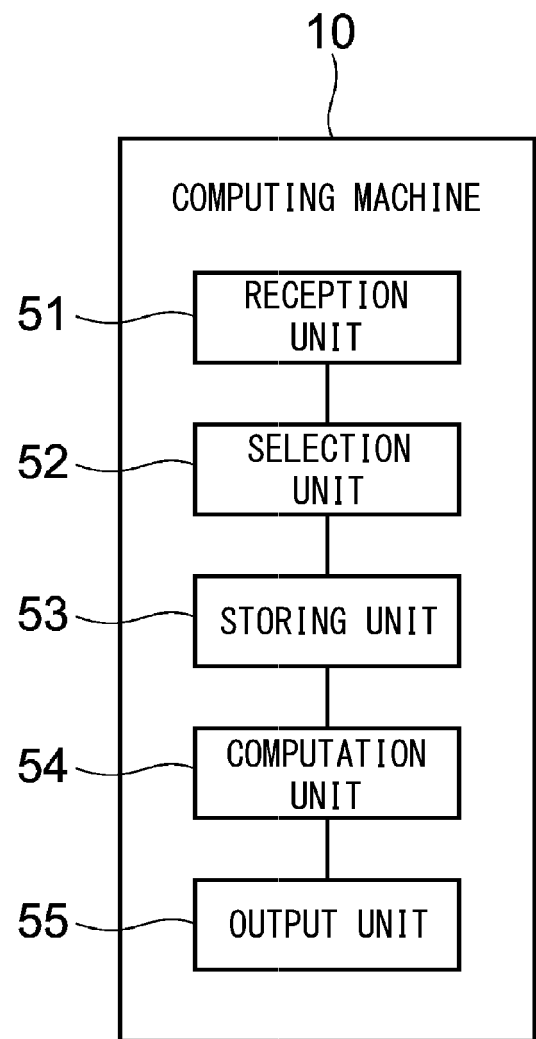 10
COMPUTING MACHINE
51
RECEPTION
UNIT
52
SELECTION
UNIT
53
STORING UNIT
54
COMPUTATION
UNIT
55
OUTPUT UNIT